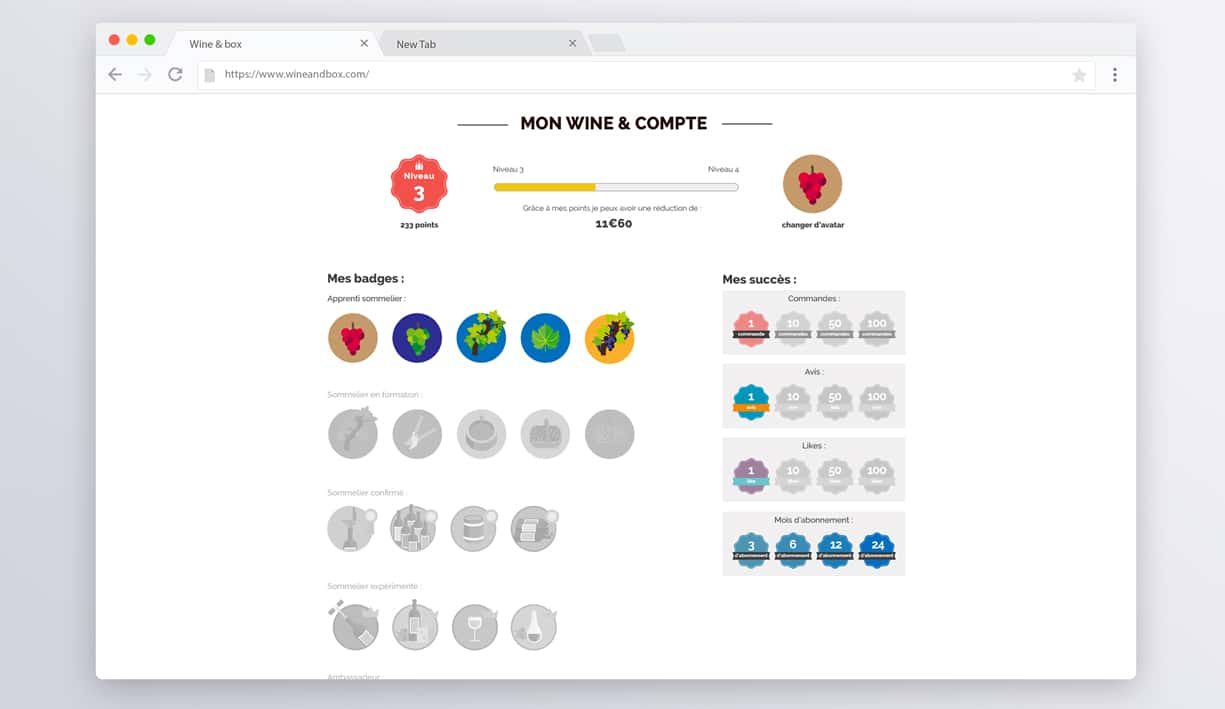 Wine & box
New Tab
https://www.wineandbox.com/
MON WINE & COMPTE
Niveau
3
233 points
Niveau 3
Niveau 4
Grâce à mes points je peux avoir une réduction de :
11€60
changer d'avatar
Mes badges :
Apprenti sommelier :
Sommelier en formation :
Sommelier confirmé :
Sommelier expérimenté :
Ambassadeur :
Mes succès :
Commandes :
1 10 50 100
commande commandes commandes commandes
Avis :
1 10 50 100
avis avis avis avis
Likes :
1 10 50 100
like likes likes likes
Mois d'abonnement :
3 6 12 24
d'abonnement d'abonnement d'abonnement d'abonnement